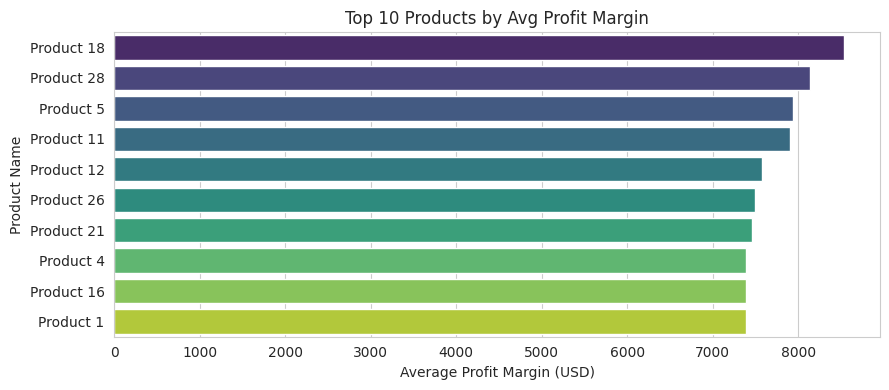 Top 10 Products by Avg Profit Margin
Product Name
Product 18
Product 28
Product 5
Product 11
Product 12
Product 26
Product 21
Product 4
Product 16
Product 1
0 1000 2000 3000 4000 5000 6000 7000 8000
Average Profit Margin (USD)